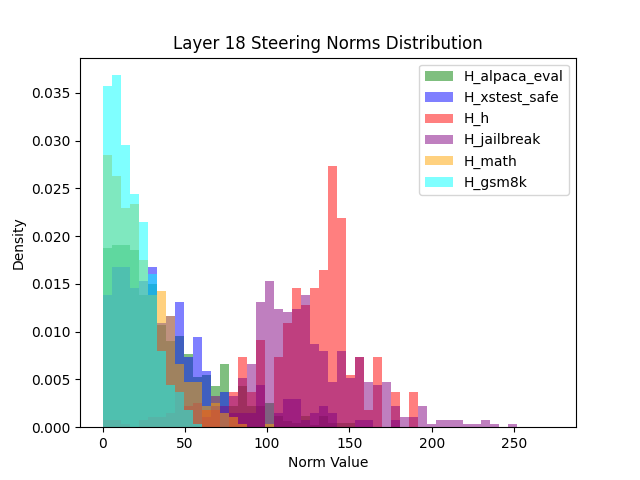 Layer 18 Steering Norms Distribution
H_alpaca_eval
H_xstest_safe
H_h
H_jailbreak
H_math
H_gsm8k
Density
0.035
0.030
0.025
0.020
0.015
0.010
0.005
0.000
0 50 100 150 200 250
Norm Value